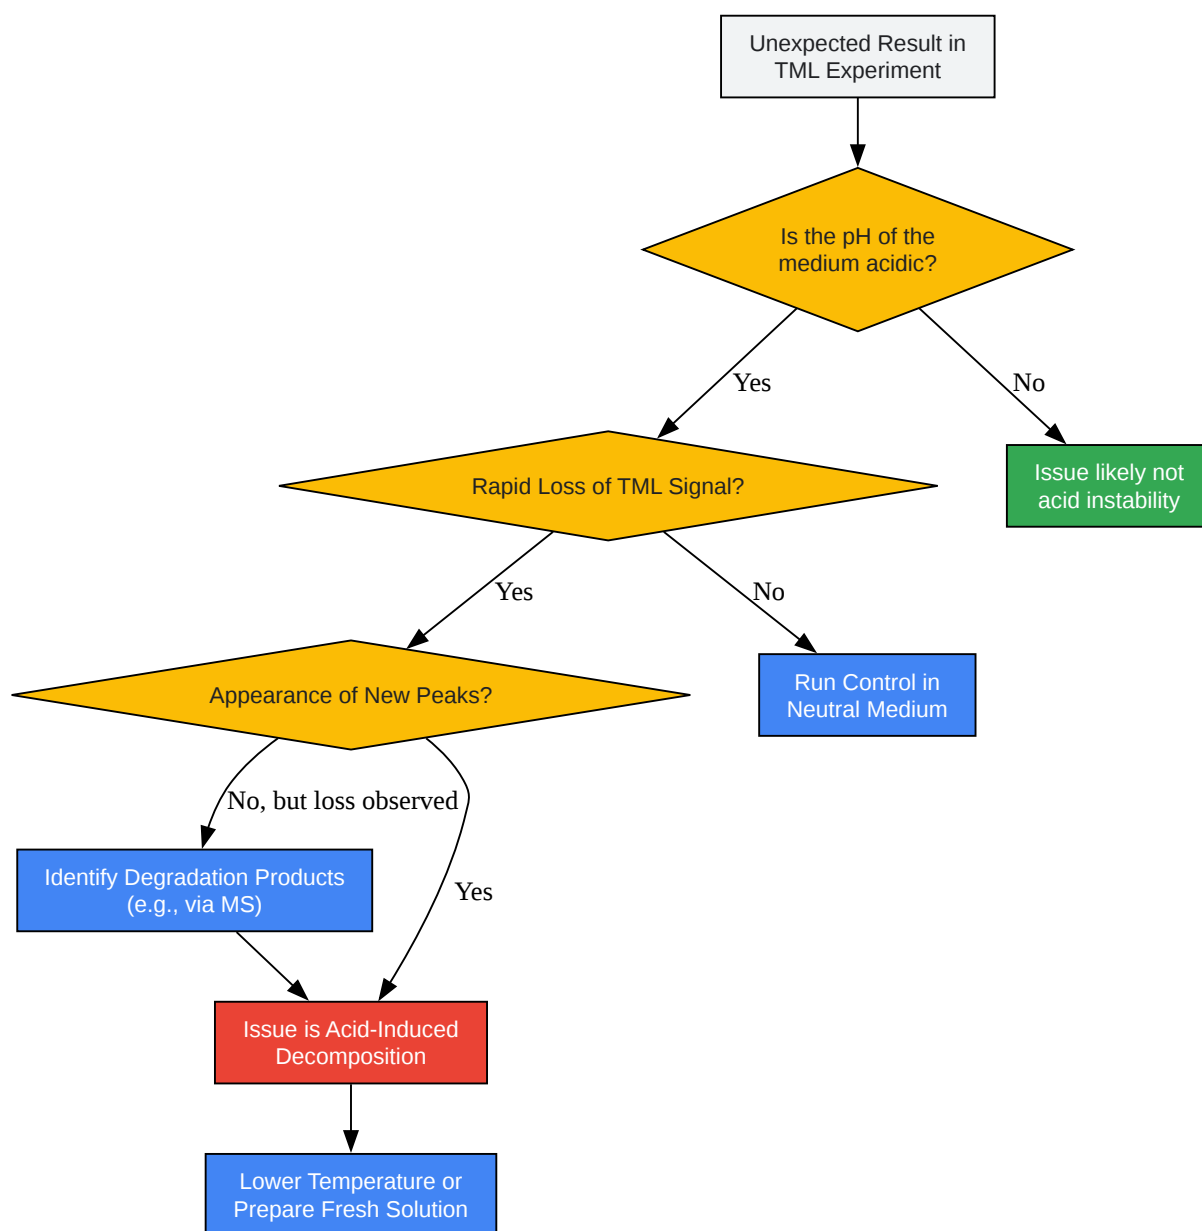 Unexpected Result in
TML Experiment
Is the pH of the
medium acidic?
Yes
No
Rapid Loss of TML Signal?
Issue likely not
acid instability
Yes
No
Appearance of New Peaks?
Run Control in
Neutral Medium
No, but loss observed
Identify Degradation Products
(e.g., via MS)
Yes
Issue is Acid-Induced
Decomposition
Lower Temperature or
Prepare Fresh Solution